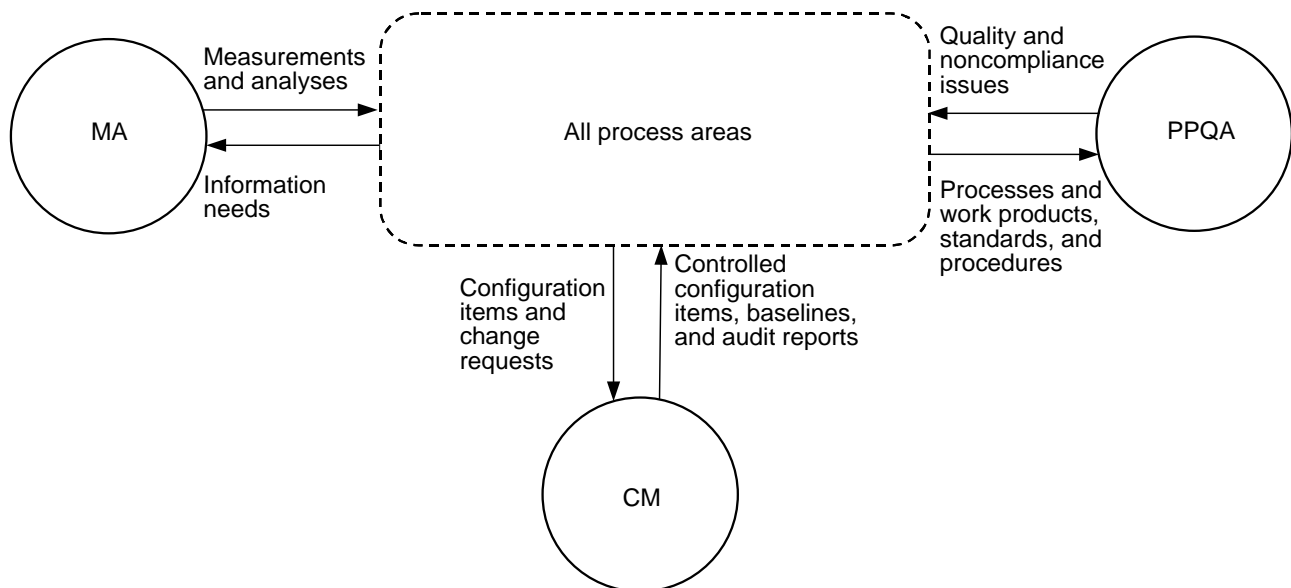 Measurements
and analyses
MA
Information
needs
All process areas
Quality and
noncompliance
issues
PPQA
Processes and
work products,
standards, and
procedures
Configuration
items and
change
requests
Controlled
configuration
items, baselines,
and audit reports
CM